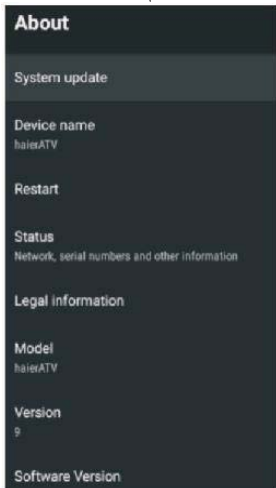 About
System update
Device name
haierATV
Restart
Status
Network, serial numbers and other information
Legal information
Model
haierATV
Version
9
Software Version